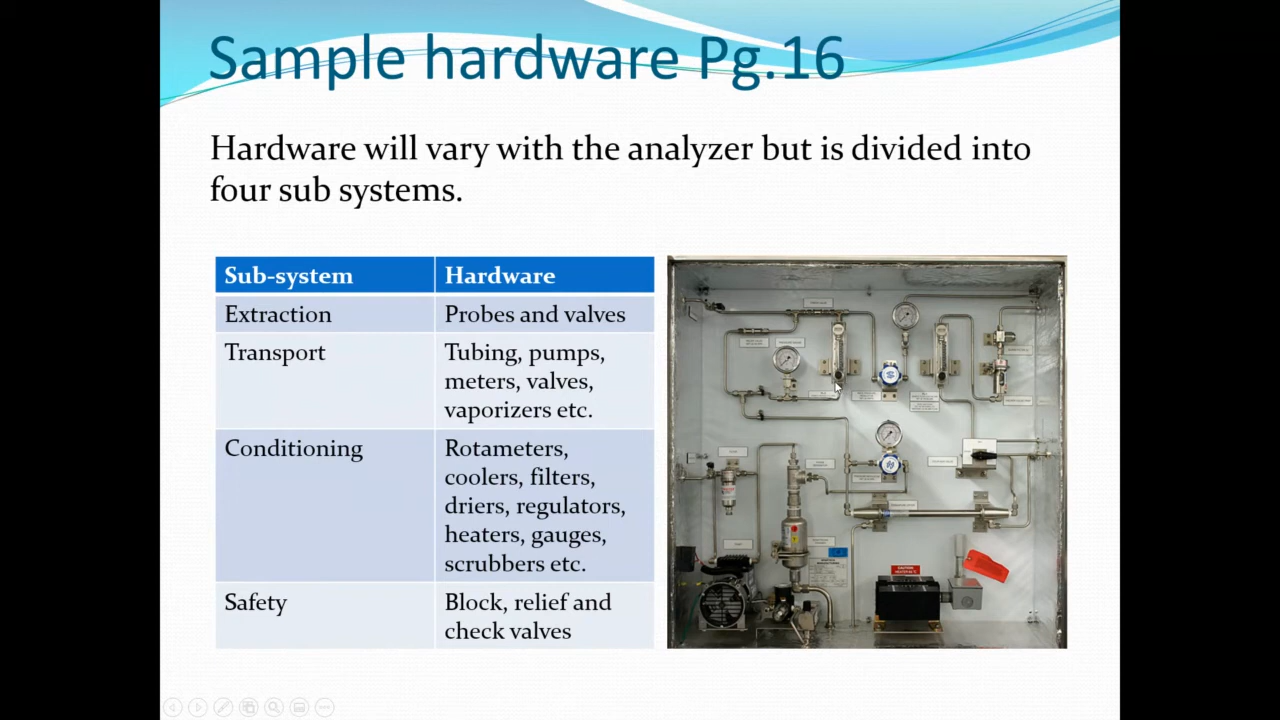 Sample hardware Pg.16
Hardware will vary with the analyzer but is divided into
four sub systems.
Sub-system
Hardware
Extraction
Probes and valves
Transport
Tubing, pumps,
meters, valves,
vaporizers etc.
Conditioning
Rotameters,
coolers, filters,
driers, regulators,
heaters, gauges,
scrubbers etc.
Safety
Block, relief and
check valves
CAUTION